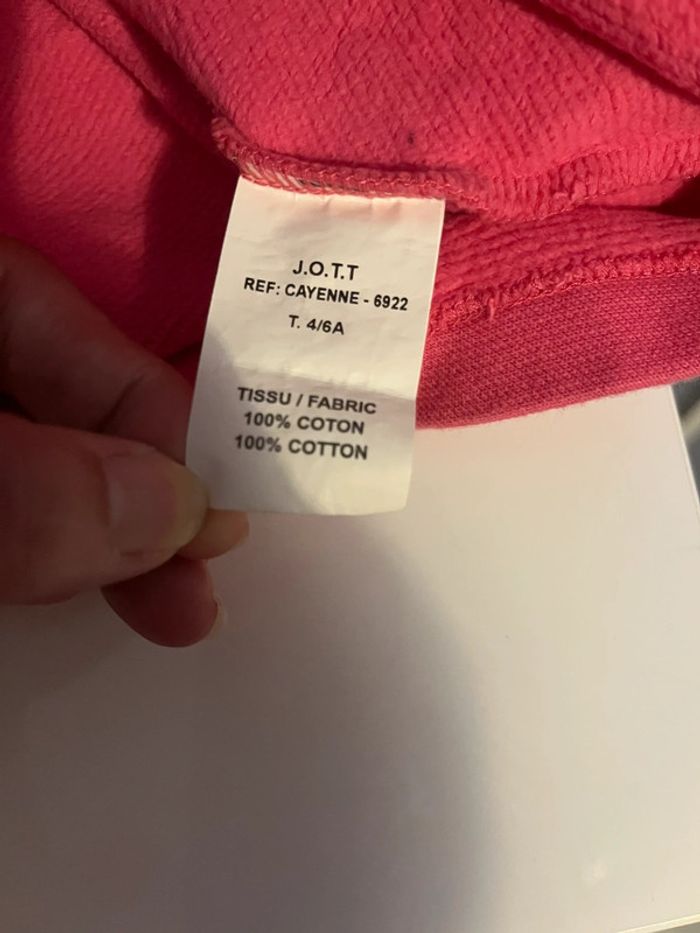 J.O.T.T
REF: CAYENNE - 6922
T. 4/6A
TISSU / FABRIC
100% COTON
100% COTTON